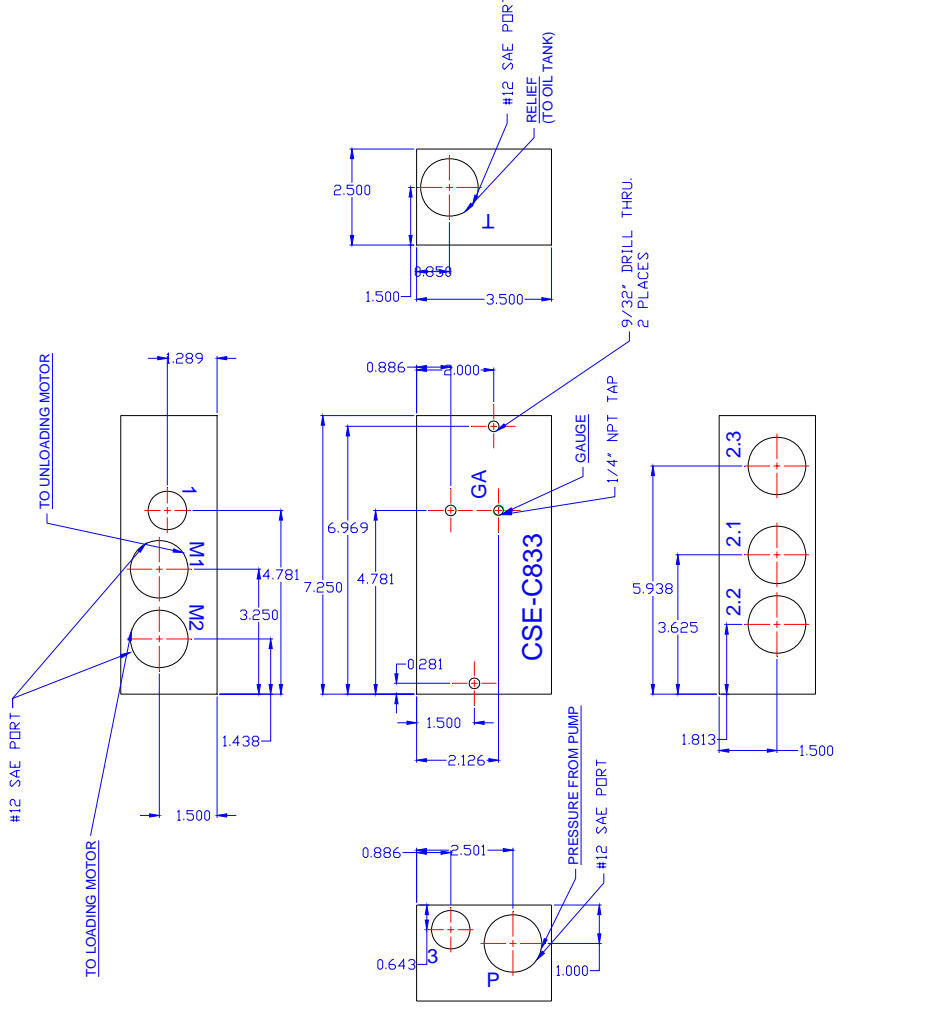 #12 SAE PORT
RELIEF
(TO OIL TANK)
2.500
T
0.850
1.500
3.500
9/32" DRILL THRU.
2 PLACES
TO UNLOADING MOTOR
1.289
1
M1
M2
4.781
3.250
1.438
1.500
#12 SAE PORT
TO LOADING MOTOR
0.886
2.000
GAUGE
1/4" NPT TAP
GA
6.969
7.250
4.781
CSE-C833
0.281
1.500
2.126
2.3
2.1
2.2
5.938
3.625
1.813
1.500
PRESSURE FROM PUMP
#12 SAE PORT
0.886
2.501
0.643
3
P
1.000